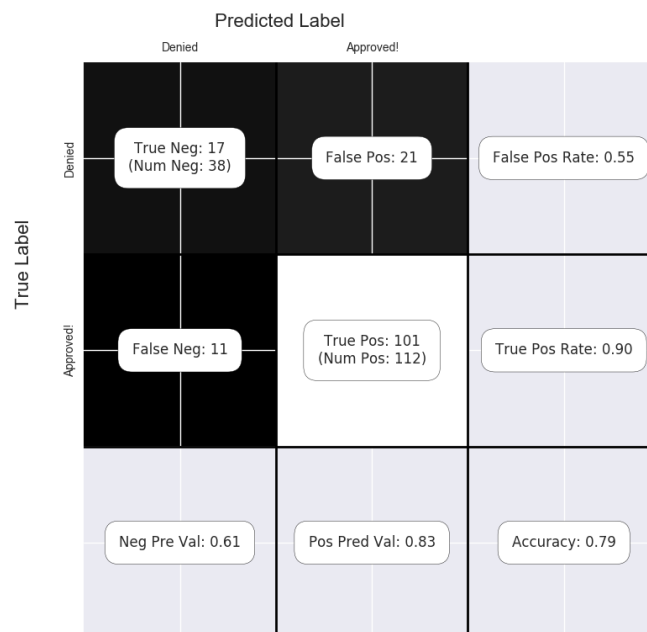 Predicted Label
Denied
Approved!
Denied
True Neg: 17
(Num Neg: 38)
False Pos: 21
False Pos Rate: 0.55
True Label
Approved!
False Neg: 11
True Pos: 101
(Num Pos: 112)
True Pos Rate: 0.90
Neg Pre Val: 0.61
Pos Pred Val: 0.83
Accuracy: 0.79